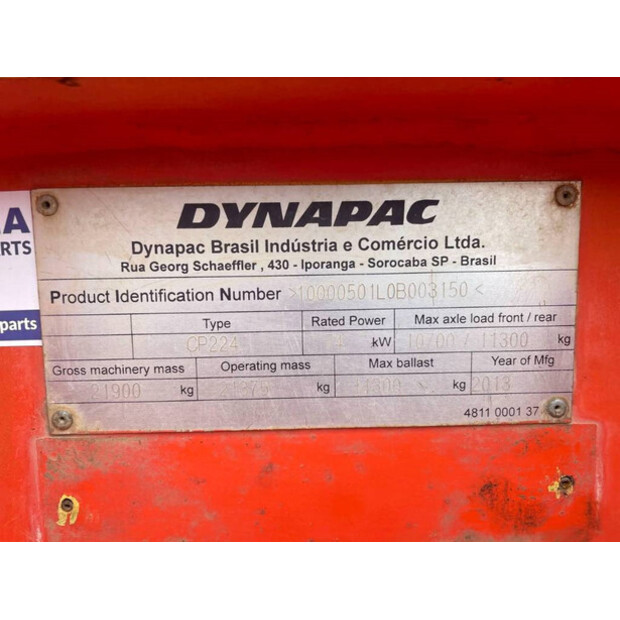 DYNAPAC
Dynapac Brasil Indústria e Comércio Ltda.
Rua Georg Schaeffler , 430 - Iporanga - Sorocaba SP - Brasil
Product Identification Number >10000501L0B003150<
Type Rated Power Max axle load front / rear
CP224 kW 10700 / 11300 kg
Gross machinery mass Operating mass Max ballast Year of Mfg
21900 kg kg kg 2018
4811 0001 37
A
ARTS
parts